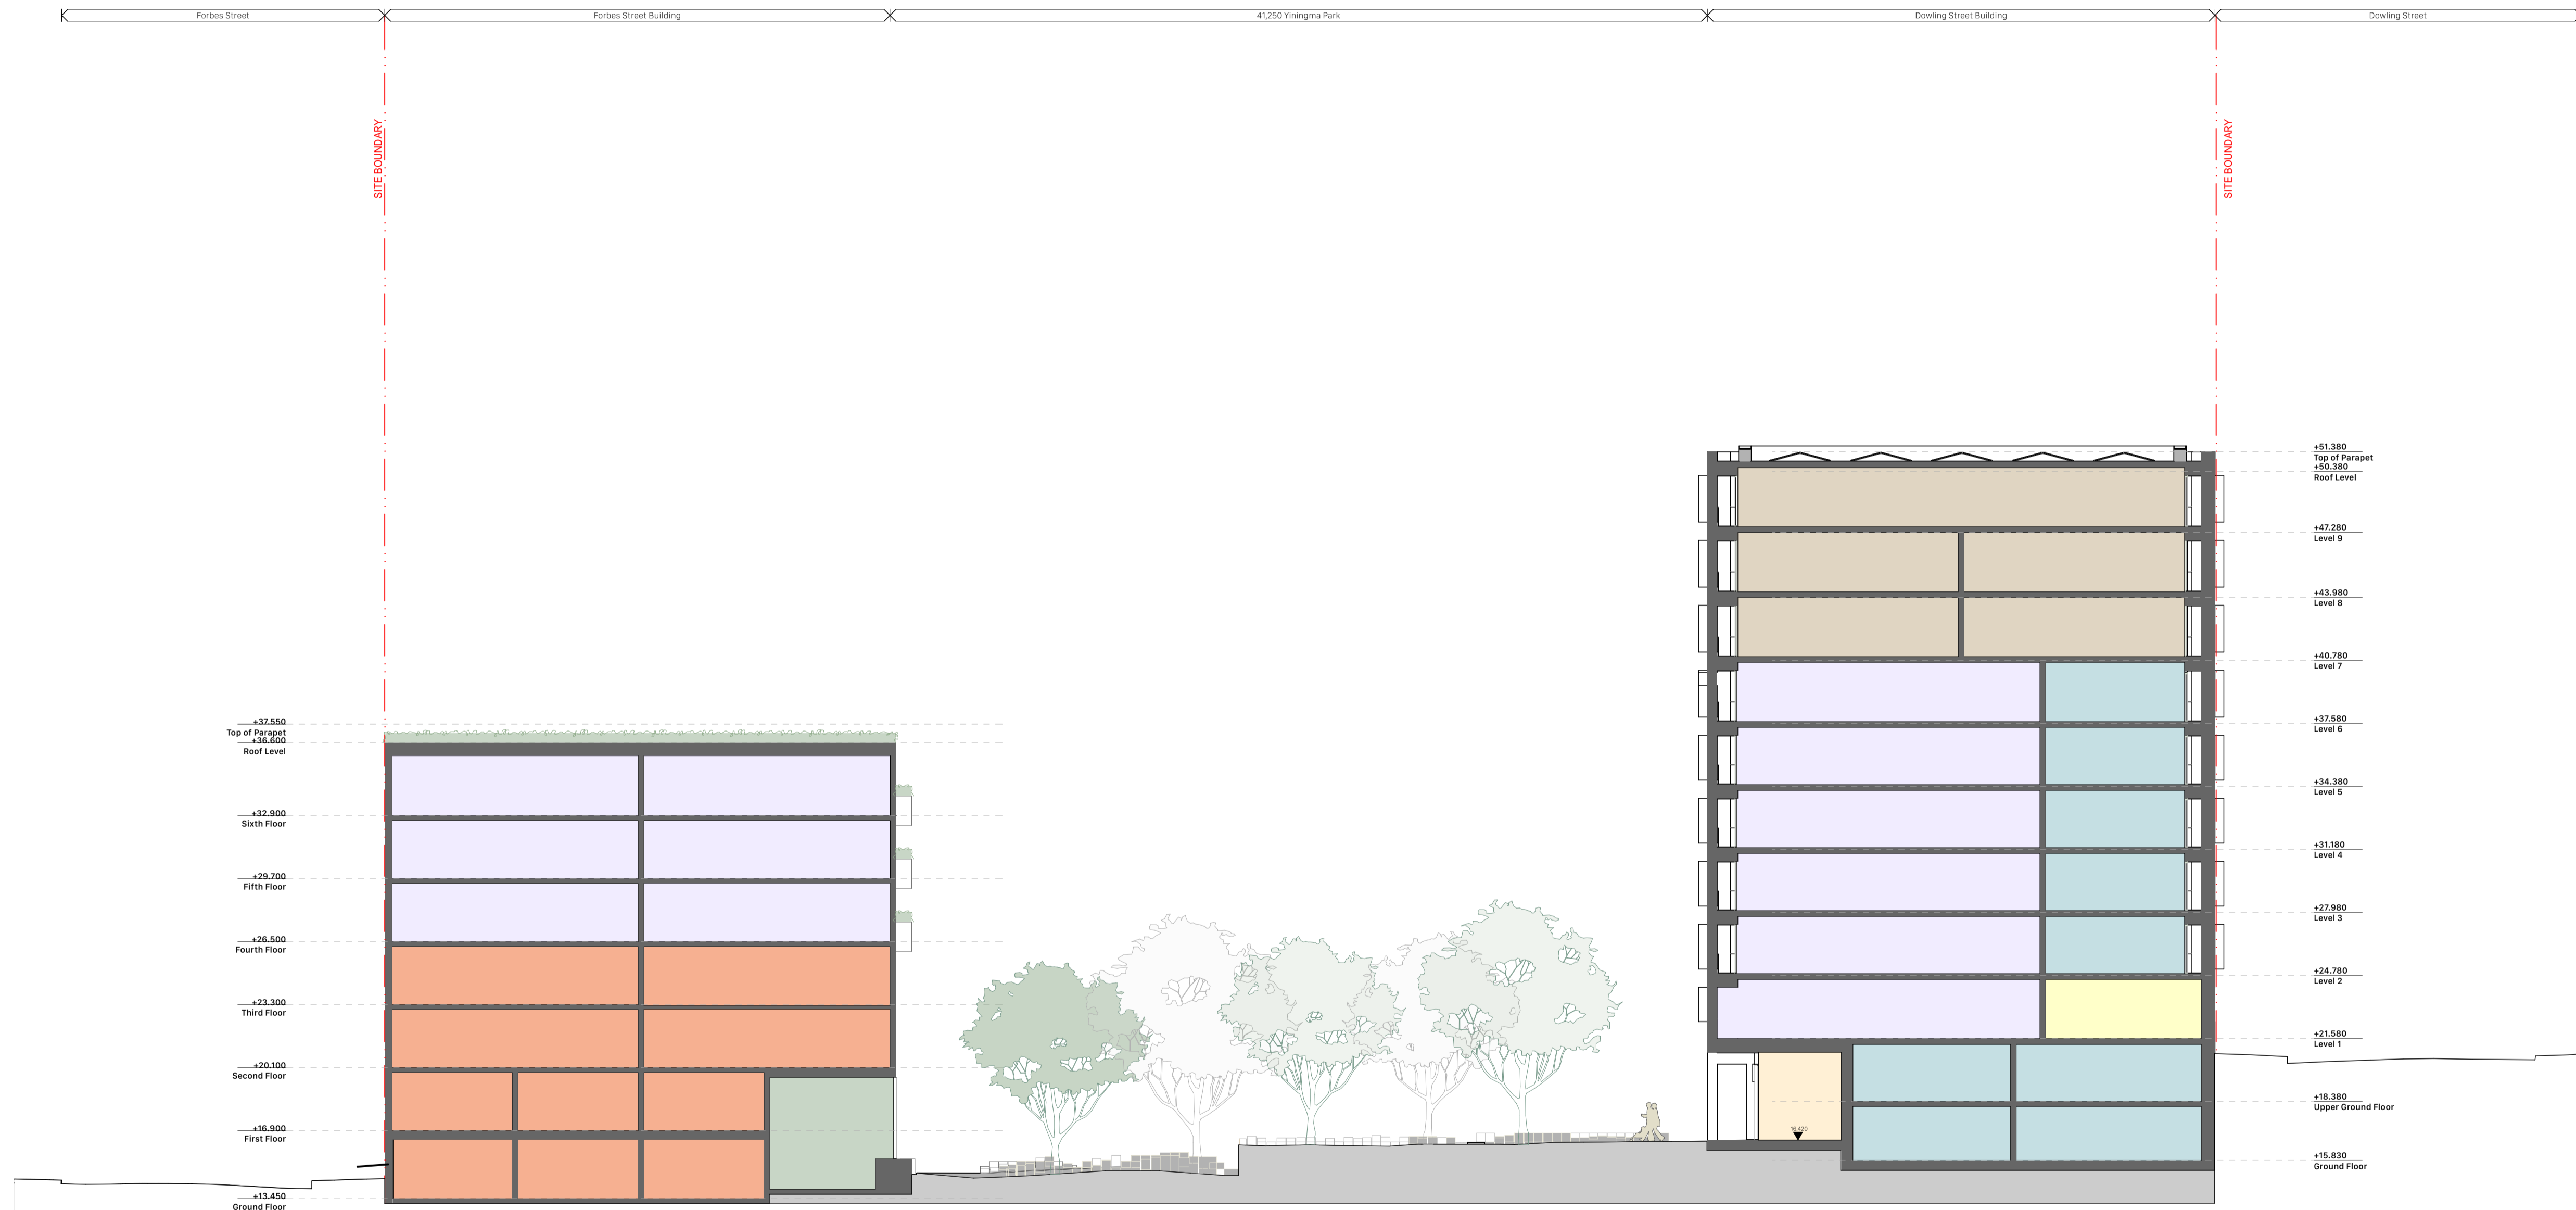 Forbes Street
Forbes Street Building
41,250 Yiningma Park
Dowling Street Building
Dowling Street
SITE BOUNDARY
SITE BOUNDARY
+37.550
Top of Parapet
+36.600
Roof Level
+32.900
Sixth Floor
+29.700
Fifth Floor
+26.500
Fourth Floor
+23.300
Third Floor
+20.100
Second Floor
+16.900
First Floor
+13.450
Ground Floor
16.420
+51.380
Top of Parapet
+50.380
Roof Level
+47.280
Level 9
+43.980
Level 8
+40.780
Level 7
+37.580
Level 6
+34.380
Level 5
+31.180
Level 4
+27.980
Level 3
+24.780
Level 2
+21.580
Level 1
+18.380
Upper Ground Floor
+15.830
Ground Floor